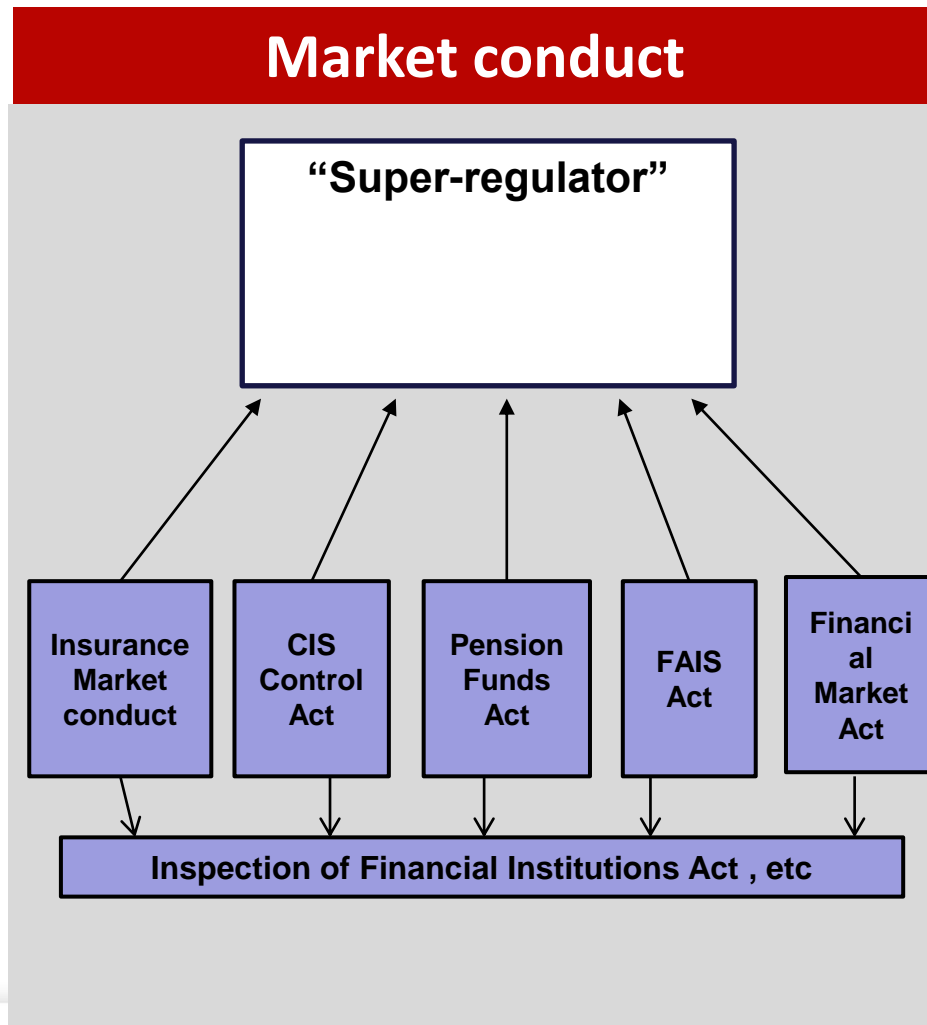 Market conduct
“Super-regulator”
Insurance
Market
conduct
CIS
Control
Act
Pension
Funds
Act
FAIS
Act
Financi
al
Market
Act
Inspection of Financial Institutions Act , etc